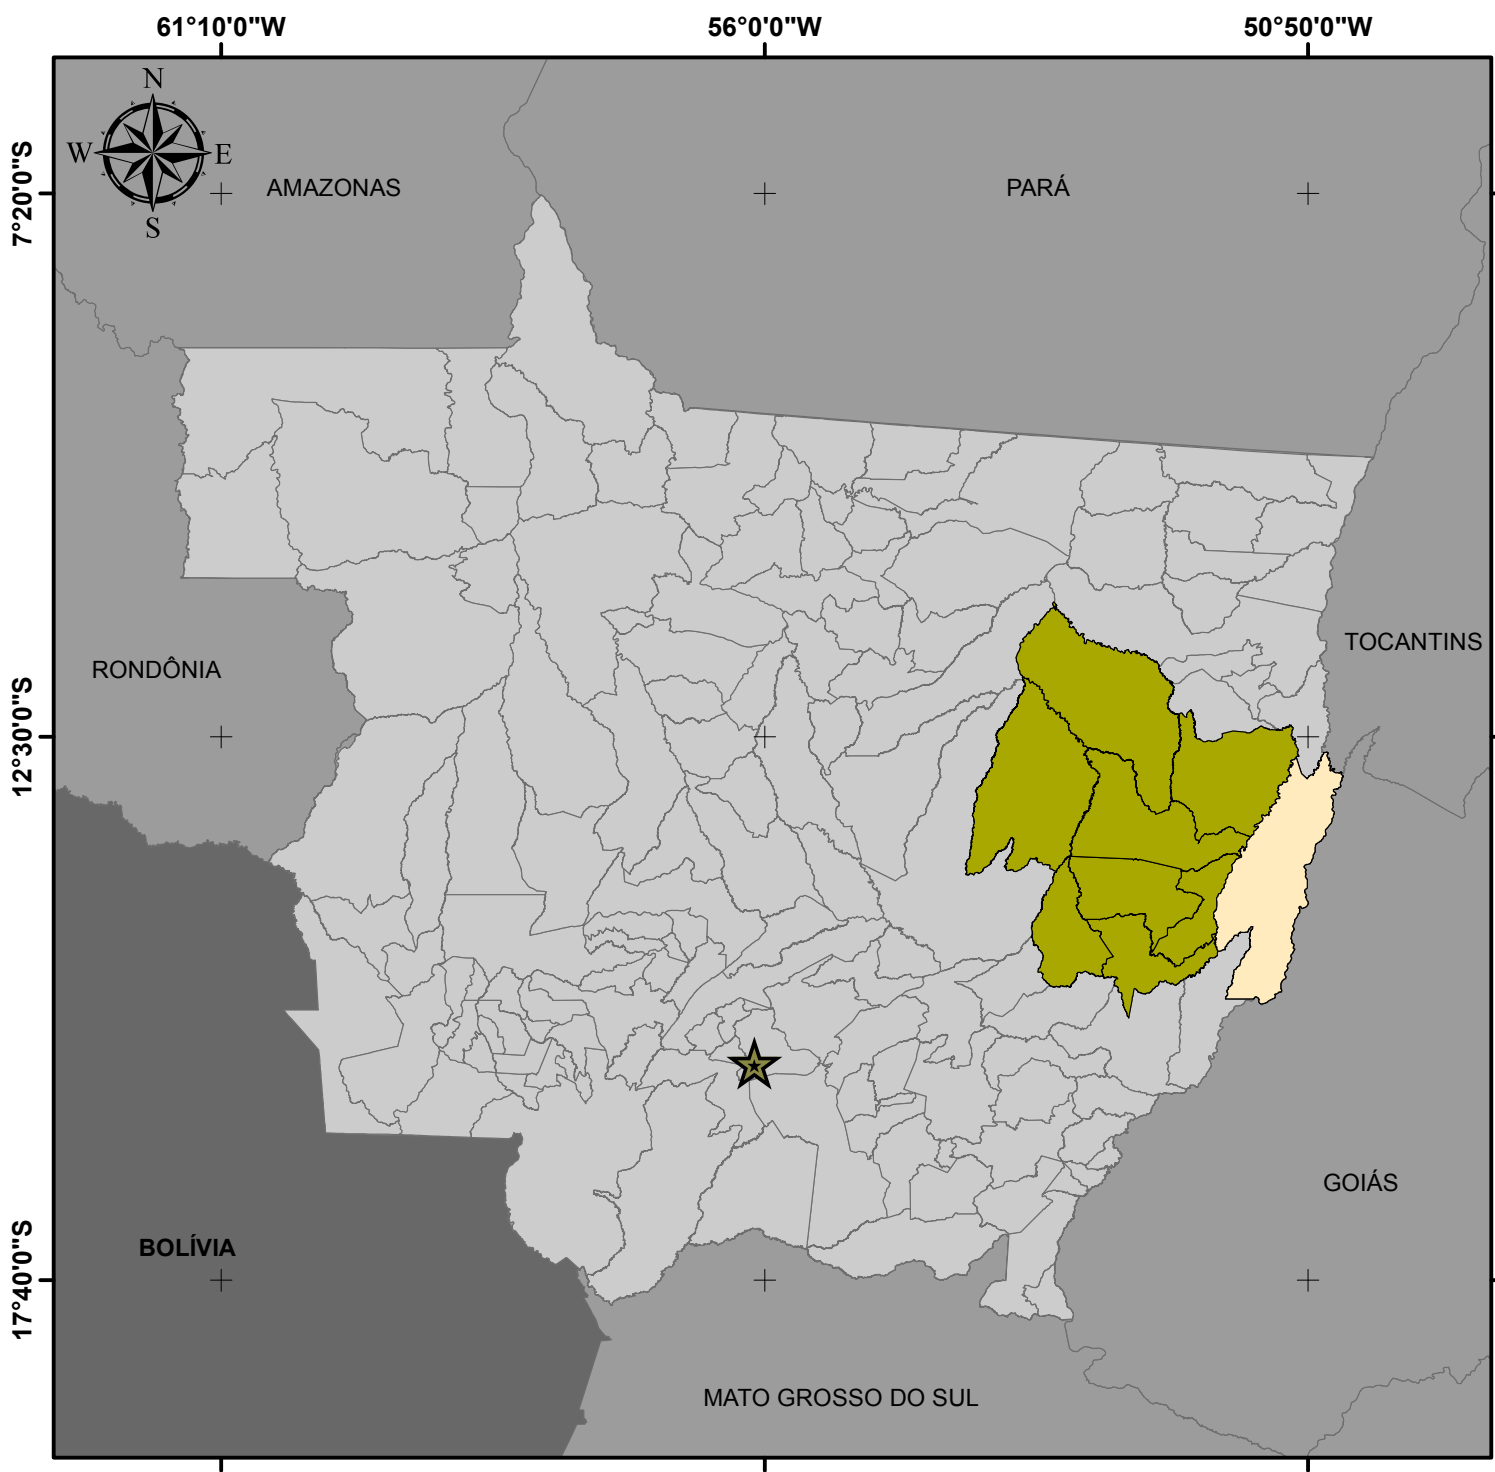 61°10'0"W
56°0'0"W
50°50'0"W
N
W
E
S
7°20'0"S
AMAZONAS
PARÁ
TOCANTINS
RONDÔNIA
12°30'0"S
GOIÁS
BOLÍVIA
17°40'0"S
MATO GROSSO DO SUL